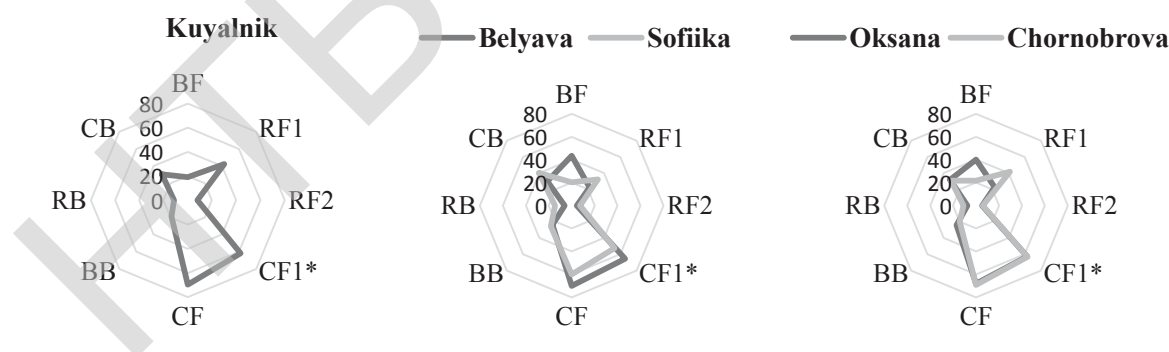 Kuyalnik
BF
80
60
40
20
0
CB
RF1
RB
RF2
BB
CF1*
CF
Belyava Sofiika
BF
80
60
40
20
0
CB
RF1
RB
RF2
BB
CF1*
CF
Oksana Chornobrova
BF
80
60
40
20
0
CB
RF1
RB
RF2
BB
CF1*
CF